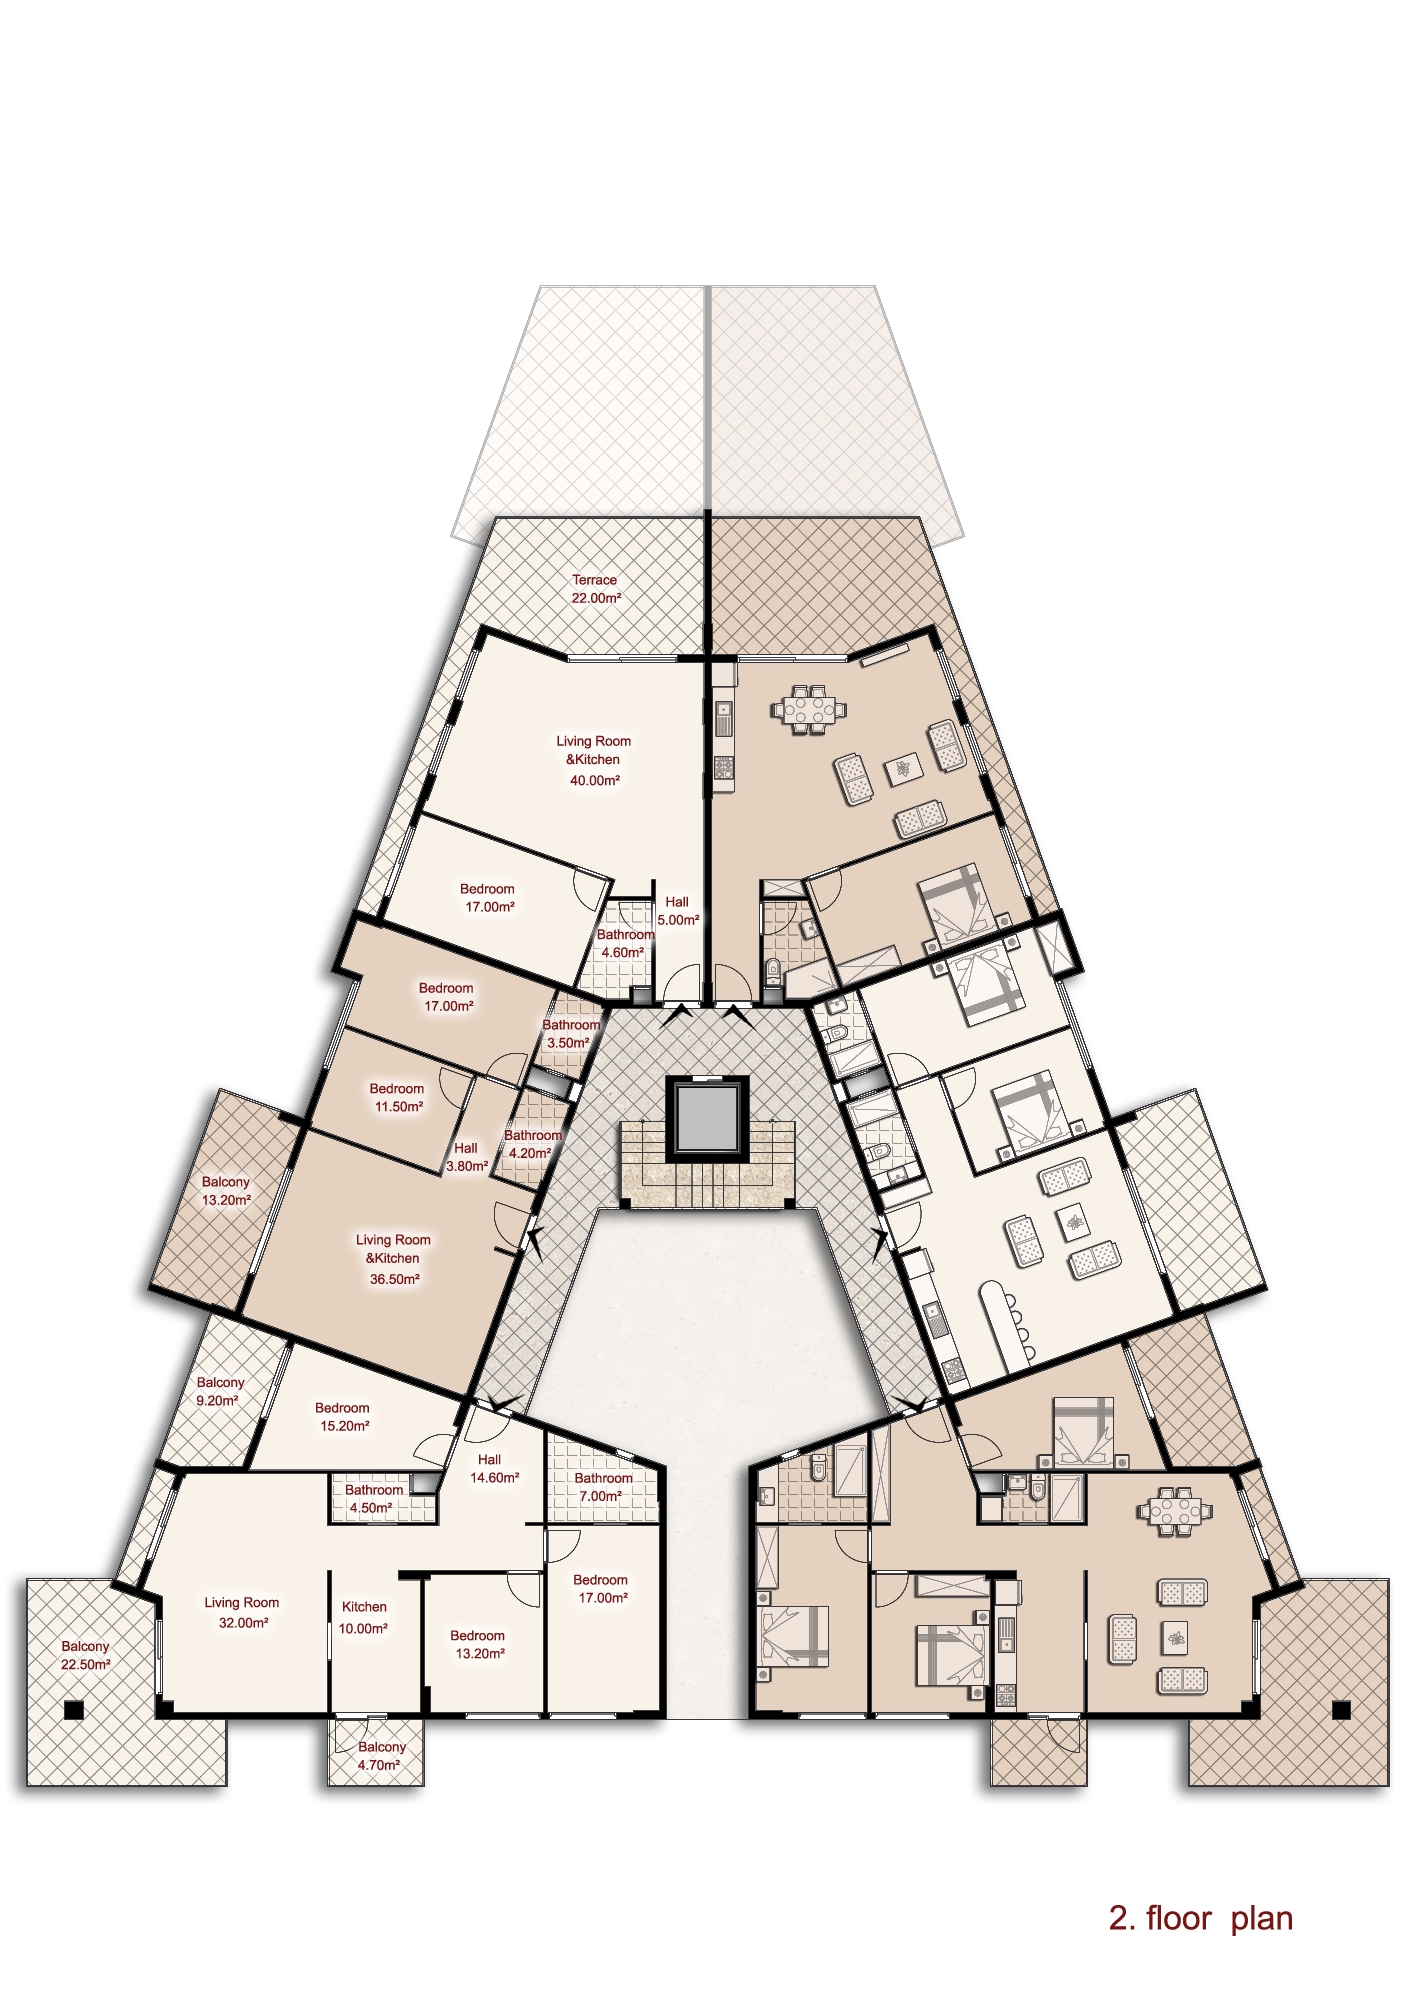 Terrace
22.00m²
Living Room
&Kitchen
40.00m²
Bedroom
17.00m²
Hall
5.00m²
Bathroom
4.60m²
Bedroom
17.00m²
Bathroom
3.50m²
Bedroom
11.50m²
Bathroom
4.20m²
Hall
3.80m²
Balcony
13.20m²
Living Room
&Kitchen
36.50m²
Balcony
9.20m²
Bedroom
15.20m²
Hall
14.60m²
Bathroom
4.50m²
Bathroom
7.00m²
Living Room
32.00m²
Kitchen
10.00m²
Bedroom
17.00m²
Bedroom
13.20m²
Balcony
22.50m²
Balcony
4.70m²
2. floor plan